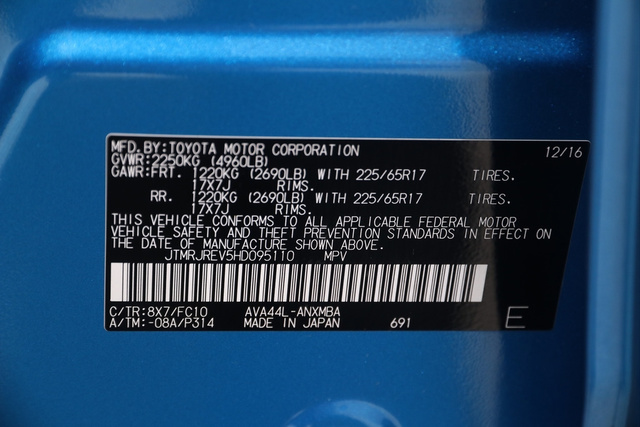 MFD.BY:TOYOTA MOTOR CORPORATION 12/16
GVWR:2250KG (4960LB)
GAWR:FRT. 1220KG (2690LB) WITH 225/65R17 TIRES.
17X7J RIMS.
RR. 1220KG (2690LB) WITH 225/65R17 TIRES.
17X7J RIMS.
THIS VEHICLE CONFORMS TO ALL APPLICABLE FEDERAL MOTOR
VEHICLE SAFETY AND THEFT PREVENTION STANDARDS IN EFFECT ON
THE DATE OF MANUFACTURE SHOWN ABOVE.
JTMRJREV5HD095110 MPV
C/TR:8X7/FC10 AVA44L-ANXMBA
A/TM:-08A/P314 MADE IN JAPAN 691 E